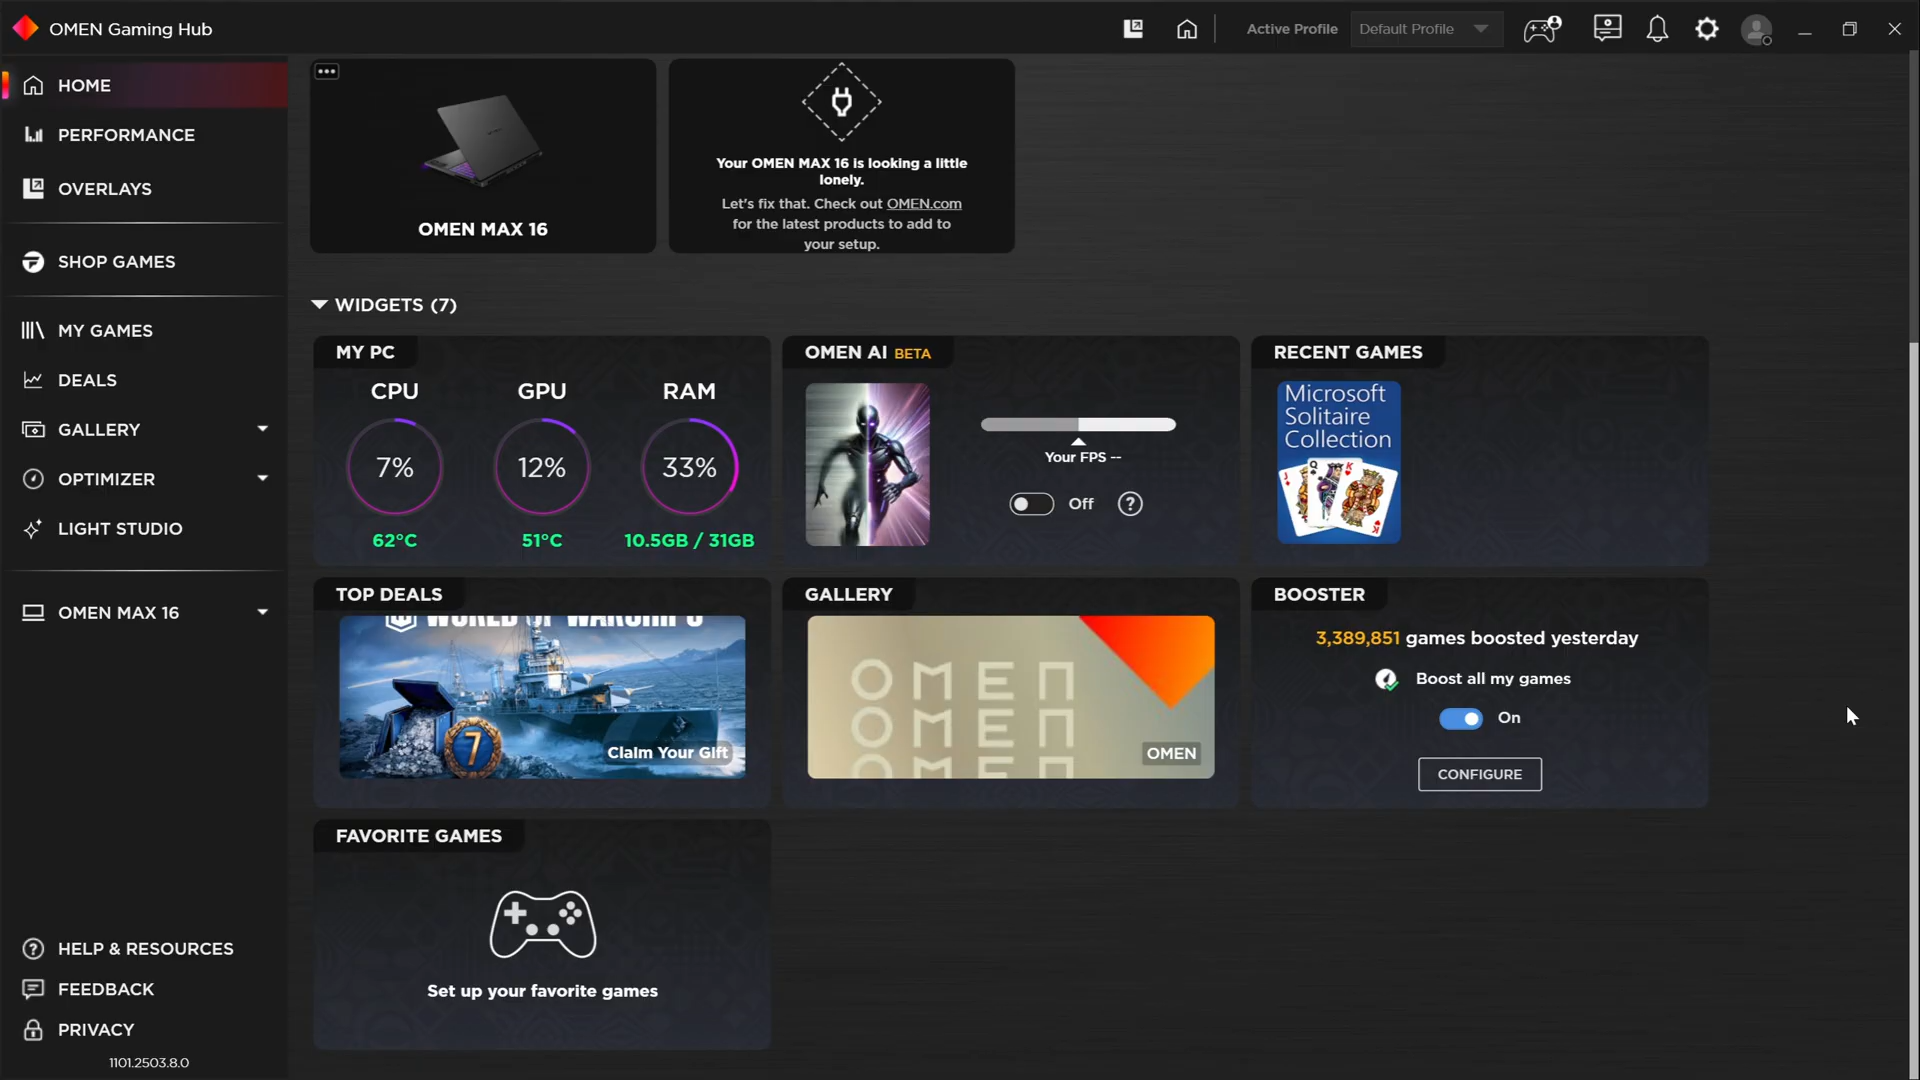 OMEN Gaming Hub
Active Profile
Default Profile
HOME
PERFORMANCE
OVERLAYS
SHOP GAMES
MY GAMES
DEALS
GALLERY
OPTIMIZER
LIGHT STUDIO
OMEN MAX 16
HELP & RESOURCES
FEEDBACK
PRIVACY
1101.2503.8.0
OMEN MAX 16
Your OMEN MAX 16 is looking a little
lonely.
Let's fix that. Check out OMEN.com
for the latest products to add to
your setup.
WIDGETS (7)
MY PC
CPU
GPU
RAM
7%
12%
33%
62°C
51°C
10.5GB / 31GB
OMEN AI BETA
Your FPS --
Off
RECENT GAMES
Microsoft
Solitaire
Collection
J
Q
K
K
TOP DEALS
WORLD OF WARSHIPS
7
Claim Your Gift
GALLERY
OMEN
OMEN
OMEN
OMEN
BOOSTER
3,389,851 games boosted yesterday
Boost all my games
On
CONFIGURE
FAVORITE GAMES
Set up your favorite games